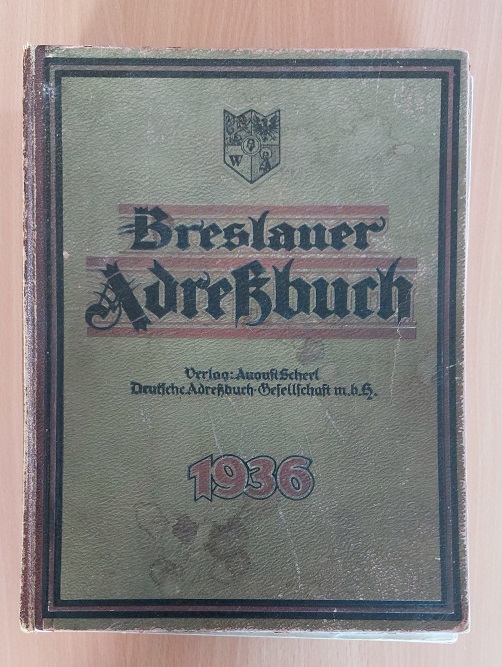 W
Breslauer
Adreßbuch
Verlag: August Scherl
Deutsche Adreßbuch-Gesellschaft m.b.H.
1936